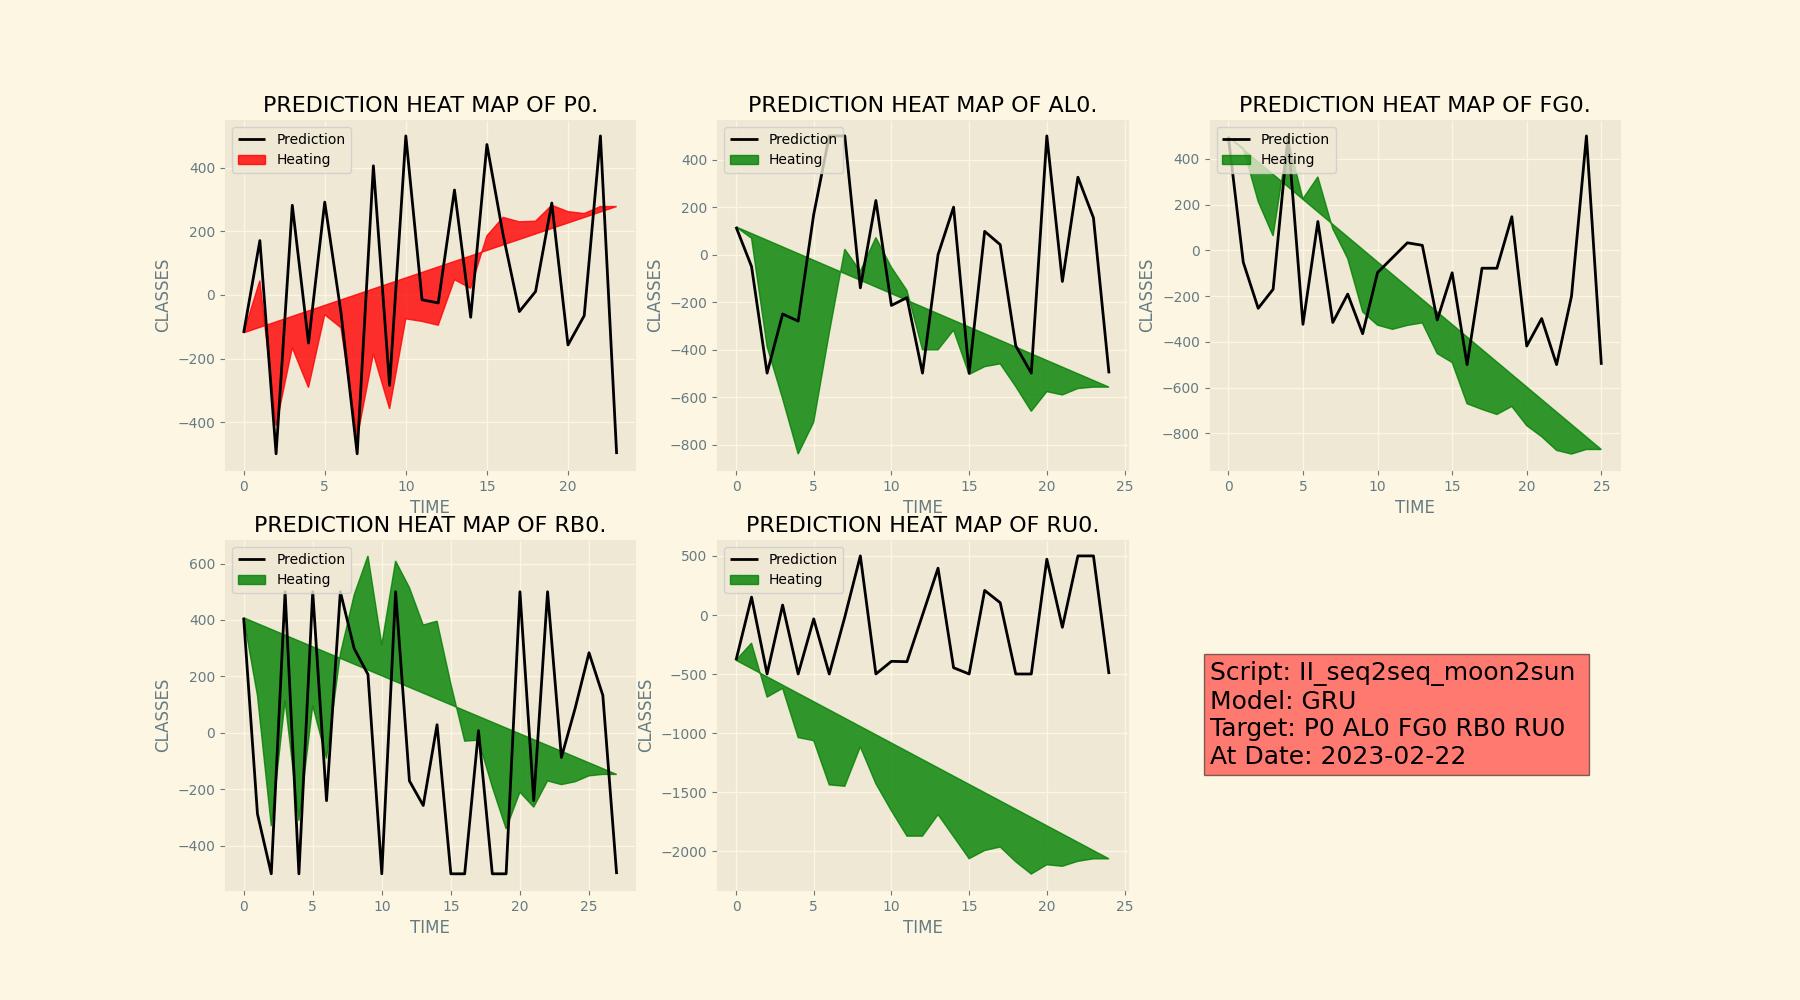 PREDICTION HEAT MAP OF P0.
Prediction
Heating
400
200
0
−200
−400
CLASSES
0 5 10 15 20
TIME
PREDICTION HEAT MAP OF AL0.
Prediction
Heating
400
200
0
−200
−400
−600
−800
CLASSES
0 5 10 15 20 25
TIME
PREDICTION HEAT MAP OF FG0.
Prediction
Heating
400
200
0
−200
−400
−600
−800
CLASSES
0 5 10 15 20 25
TIME
PREDICTION HEAT MAP OF RB0.
Prediction
Heating
600
400
200
0
−200
−400
CLASSES
0 5 10 15 20 25
TIME
PREDICTION HEAT MAP OF RU0.
Prediction
Heating
500
0
−500
−1000
−1500
−2000
CLASSES
0 5 10 15 20 25
TIME
Script: II_seq2seq_moon2sun
Model: GRU
Target: P0 AL0 FG0 RB0 RU0
At Date: 2023-02-22